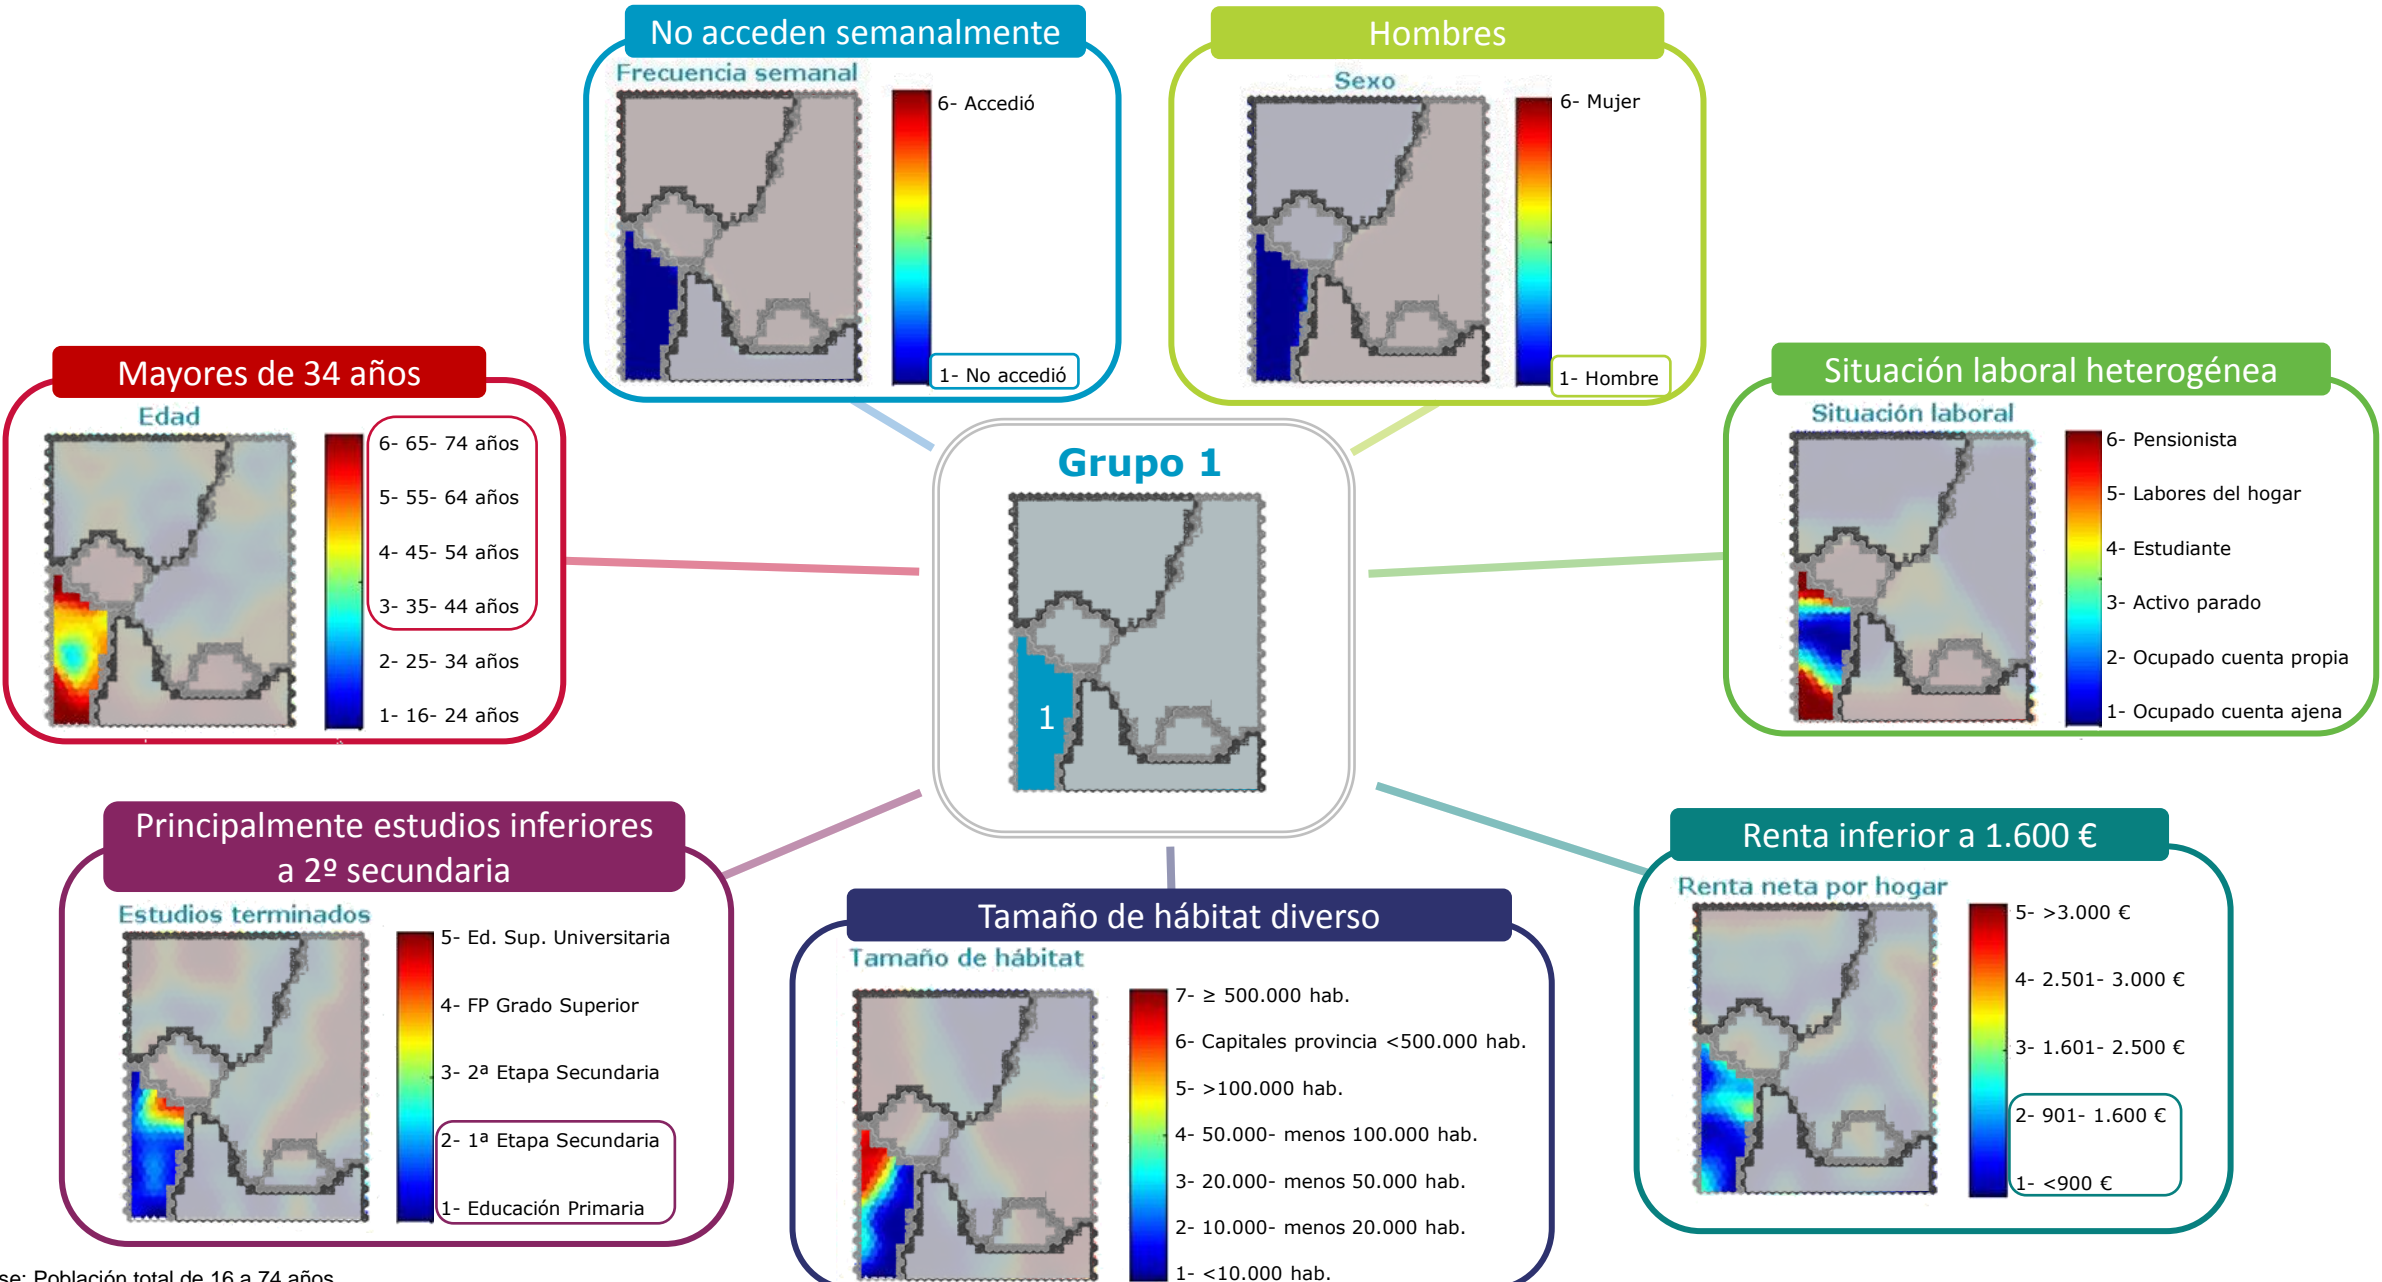 No acceden semanalmente
Frecuencia semanal
6- Accedió
1- No accedió
Hombres
Sexo
6- Mujer
1- Hombre
Mayores de 34 años
Edad
6- 65- 74 años
5- 55- 64 años
4- 45- 54 años
3- 35- 44 años
2- 25- 34 años
1- 16- 24 años
Grupo 1
1
Situación laboral heterogénea
Situación laboral
6- Pensionista
5- Labores del hogar
4- Estudiante
3- Activo parado
2- Ocupado cuenta propia
1- Ocupado cuenta ajena
Principalmente estudios inferiores
a 2º secundaria
Estudios terminados
5- Ed. Sup. Universitaria
4- FP Grado Superior
3- 2ª Etapa Secundaria
2- 1ª Etapa Secundaria
1- Educación Primaria
Tamaño de hábitat diverso
Tamaño de hábitat
7- ≥ 500.000 hab.
6- Capitales provincia <500.000 hab.
5- >100.000 hab.
4- 50.000- menos 100.000 hab.
3- 20.000- menos 50.000 hab.
2- 10.000- menos 20.000 hab.
1- <10.000 hab.
Renta inferior a 1.600 €
Renta neta por hogar
5- >3.000 €
4- 2.501- 3.000 €
3- 1.601- 2.500 €
2- 901- 1.600 €
1- <900 €
se: Población total de 16 a 74 años